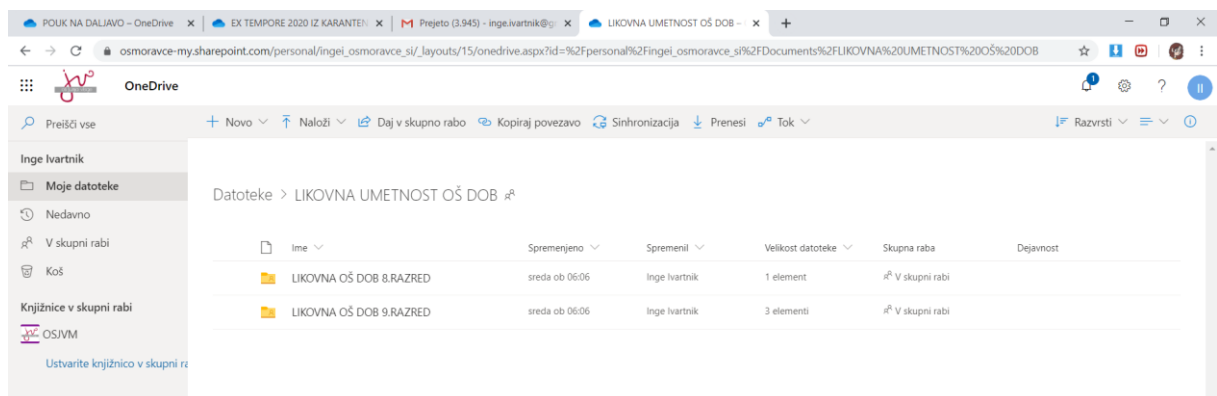 POUK NA DALJAVO – OneDrive EX TEMPORE 2020 IZ KARANTEN Prejeto (3.945) - inge.ivartnik@g LIKOVNA UMETNOST OŠ DOB –
osmoravce-my.sharepoint.com/personal/ingei_osmoravce_si/_layouts/15/onedrive.aspx?id=%2Fpersonal%2Fingei_osmoravce_si%2FDocuments%2FLIKOVNA%20UMETNOST%20OŠ%20DOB
OneDrive 1 ? II
Preišči vse + Novo Naloži Daj v skupno rabo Kopiraj povezavo Sinhronizacija Prenesi Tok Razvrsti
Inge Ivartnik
Moje datoteke
Nedavno
V skupni rabi
Koš
Knjižnice v skupni rabi
OSJVM
Ustvarite knjižnico v skupni ra
Datoteke > LIKOVNA UMETNOST OŠ DOB
Ime Spremenjeno Spremenil Velikost datoteke Skupna raba Dejavnost
LIKOVNA OŠ DOB 8.RAZRED sreda ob 06:06 Inge Ivartnik 1 element V skupni rabi
LIKOVNA OŠ DOB 9.RAZRED sreda ob 06:06 Inge Ivartnik 3 elementi V skupni rabi